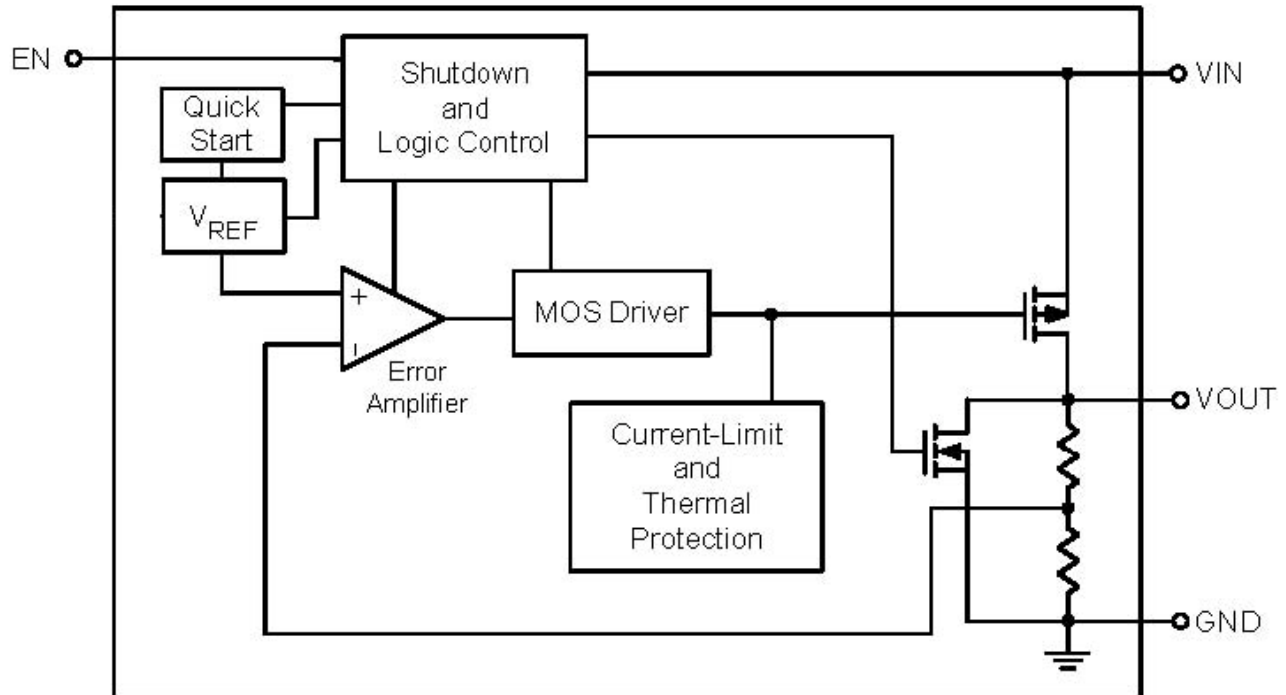 EN
Shutdown
and
Logic Control
VIN
Quick
Start
VREF
+
-
MOS Driver
Error
Amplifier
VOUT
Current-Limit
and
Thermal
Protection
GND